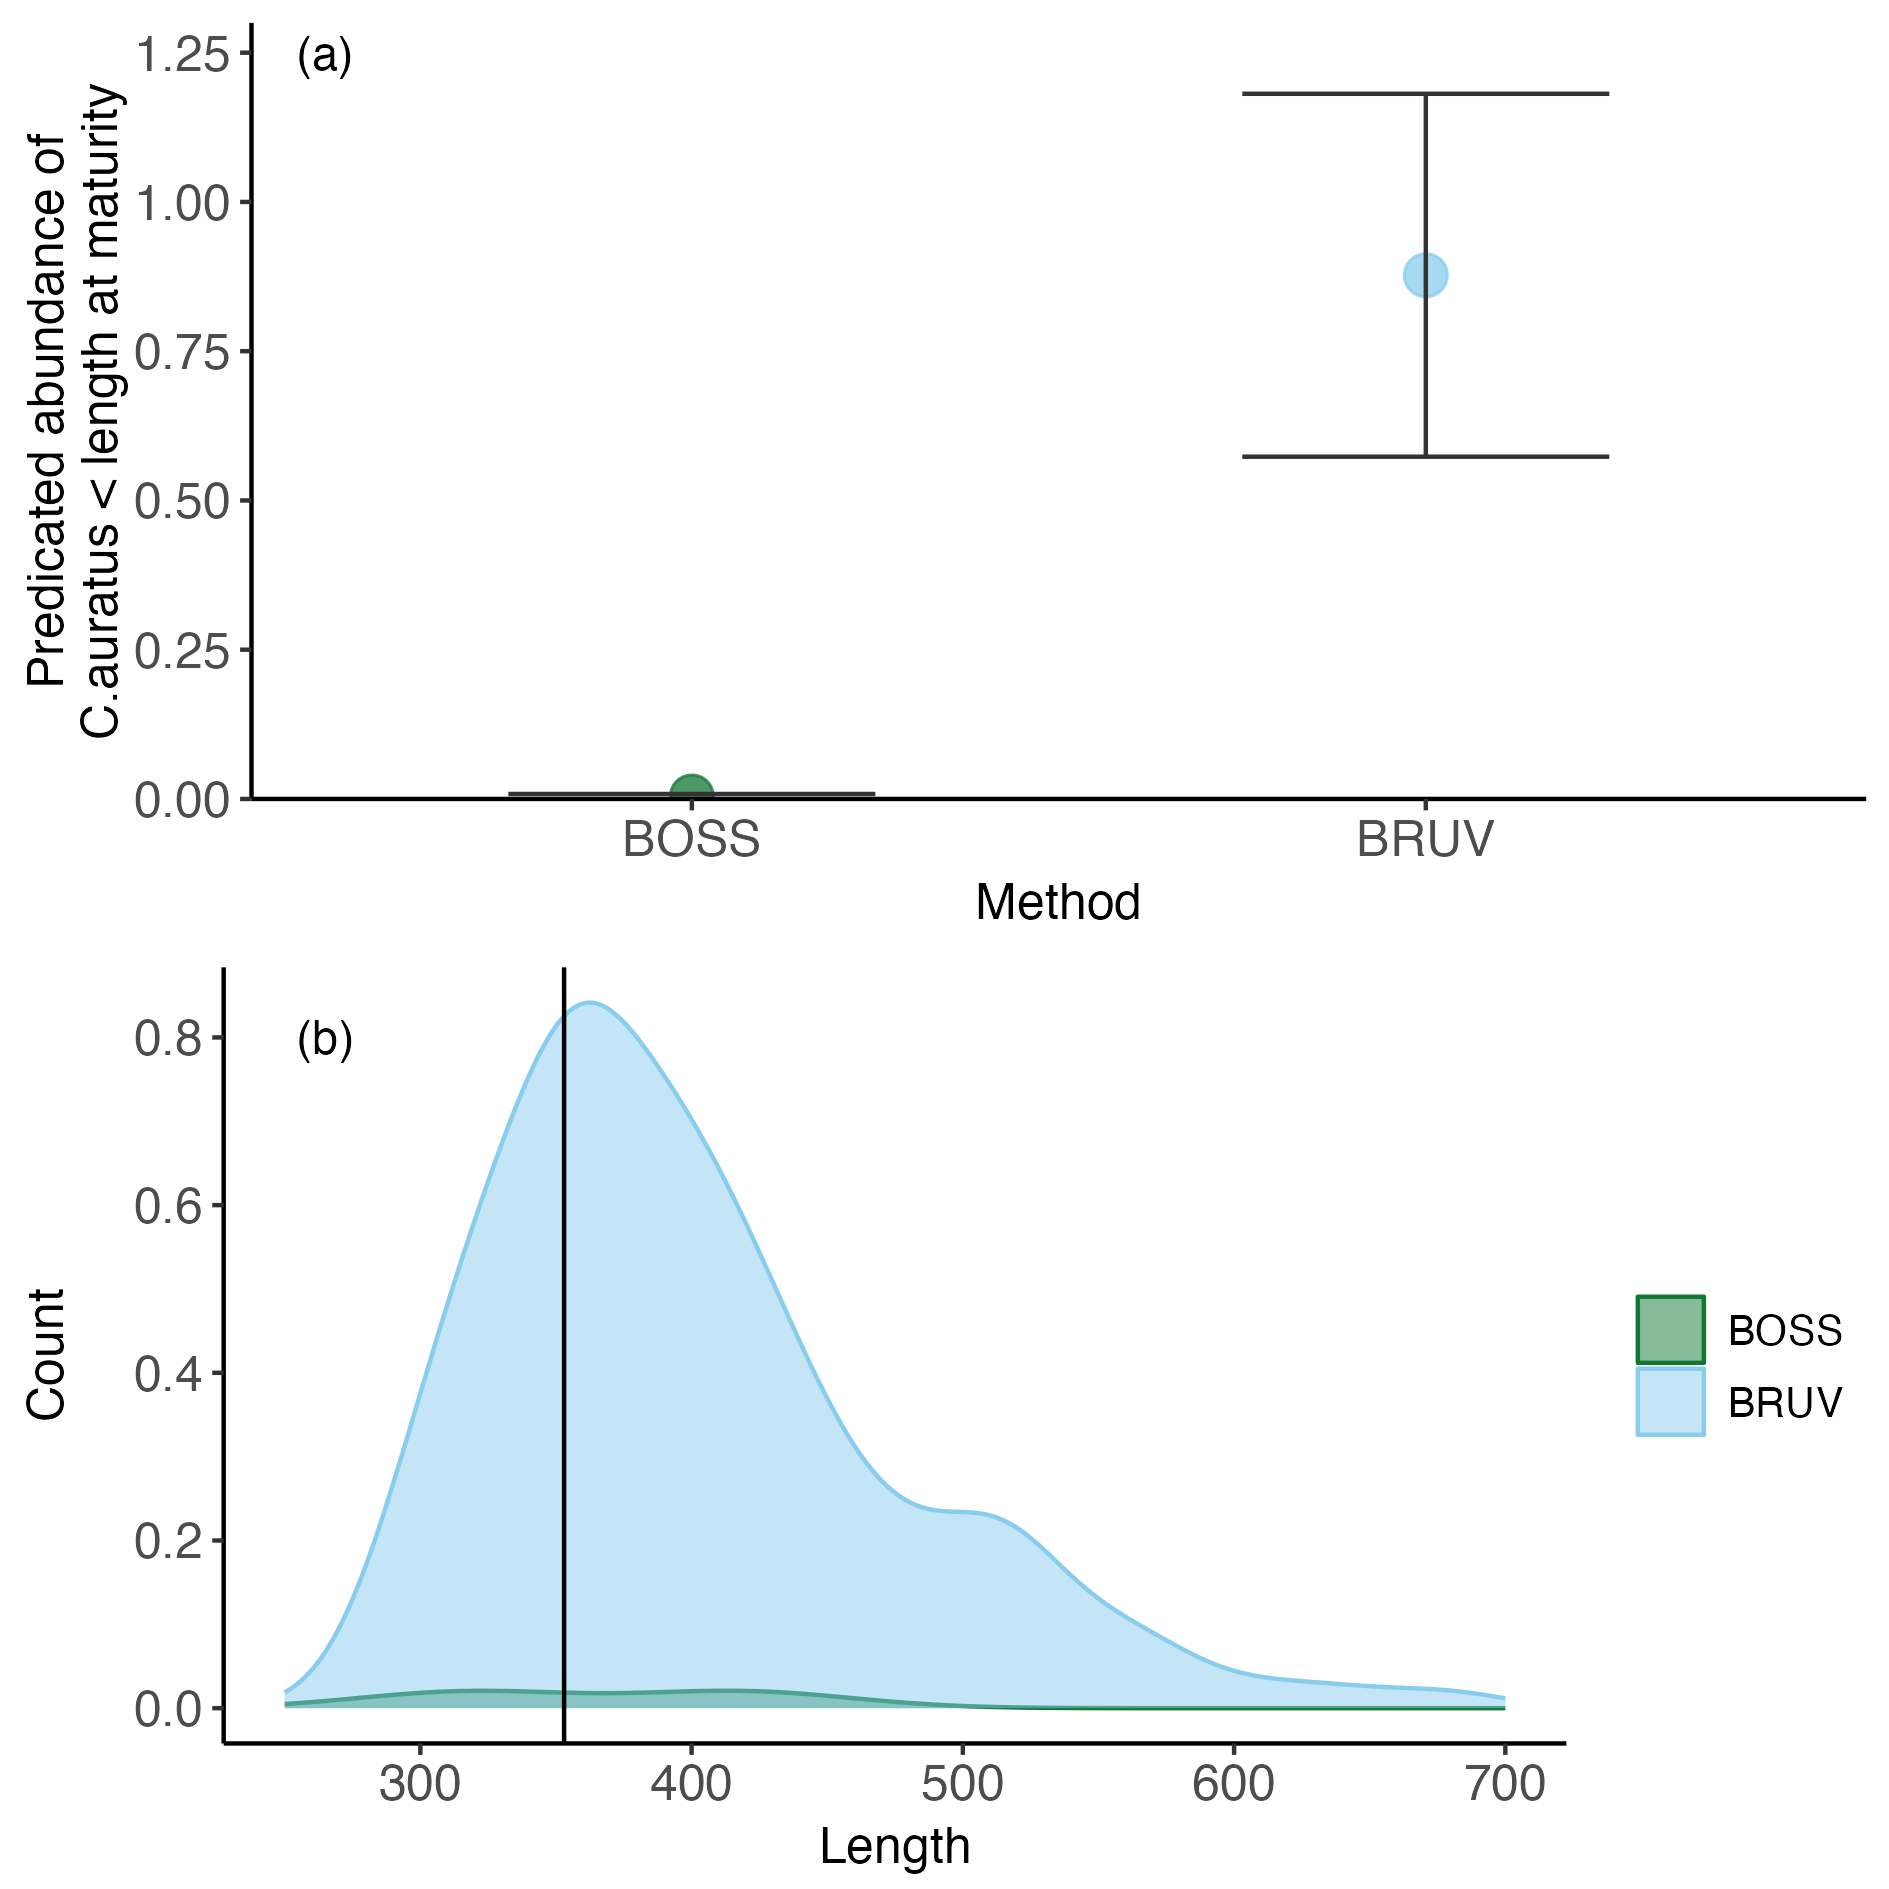 (a)
Predicated abundance of
C.auratus < length at maturity
1.25
1.00
0.75
0.50
0.25
0.00
BOSS BRUV
Method
(b)
Count
0.8
0.6
0.4
0.2
0.0
300 400 500 600 700
Length
BOSS
BRUV